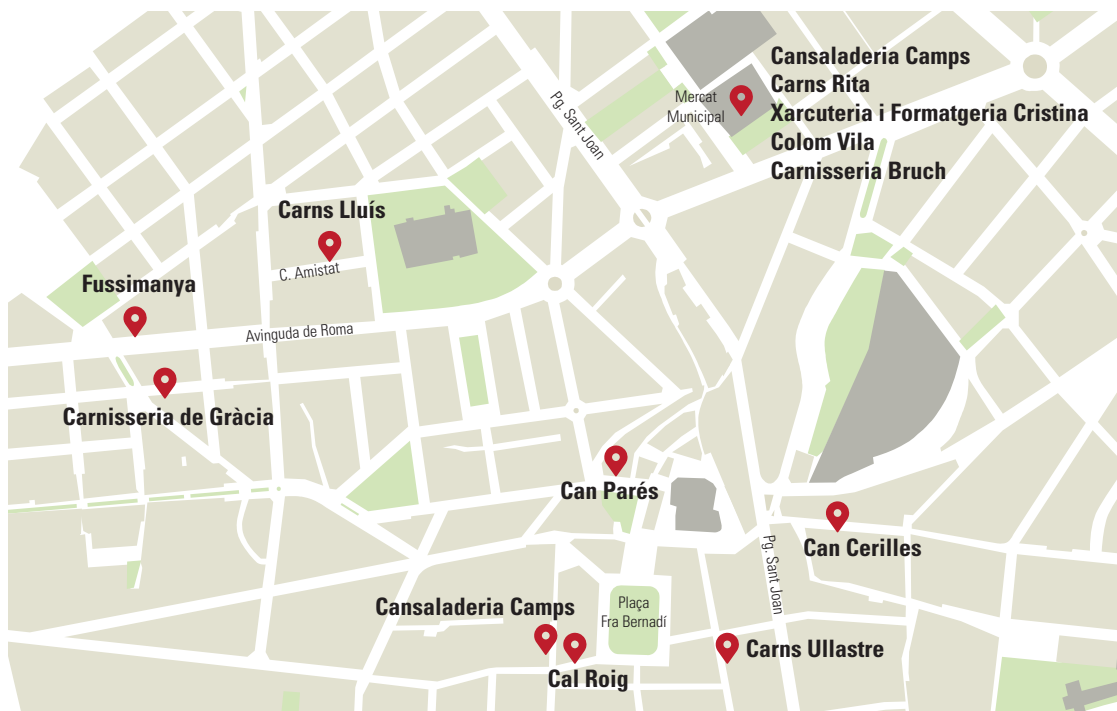 Cansaladeria Camps
Carns Rita
Xarcuteria i Formatgeria Cristina
Colom Vila
Carnisseria Bruch
Mercat
Municipal
Pg. Sant Joan
Carns Lluís
C. Amistat
Fussimanya
Avinguda de Roma
Carnisseria de Gràcia
Can Parés
Can Cerilles
Pg. Sant Joan
Cansaladeria Camps
Plaça
Fra Bernadí
Cal Roig
Carns Ullastre